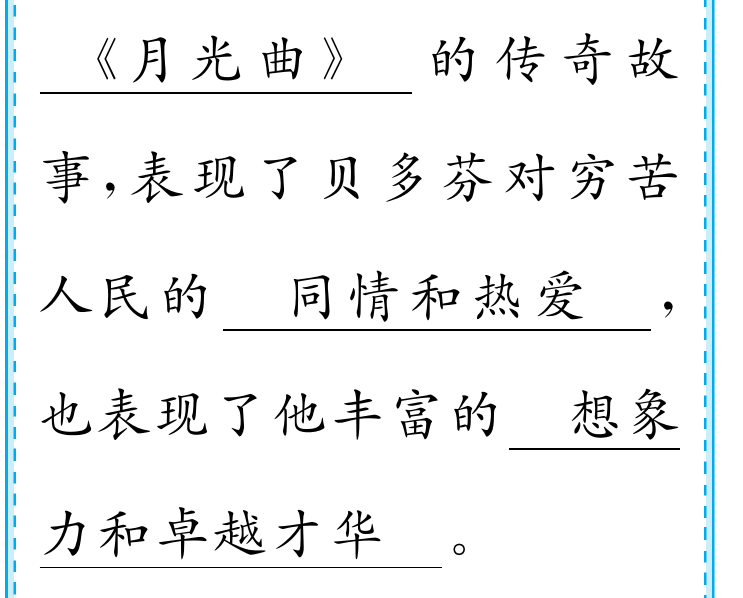 《月光曲》的传奇故
事,表现了贝多芬对穷苦
人民的 同情和热爱 ,
也表现了他丰富的 想象
力和卓越才华 。